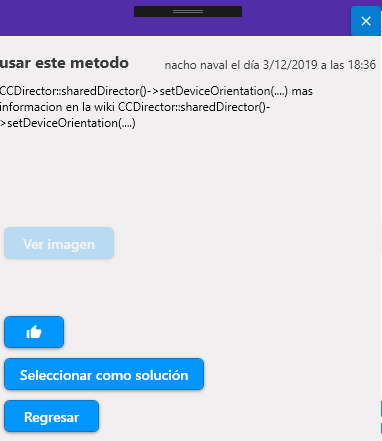 usar este metodo
nacho naval el día 3/12/2019 a las 18:36
CCDirector::sharedDirector()->setDeviceOrientation(....) mas
informacion en la wiki CCDirector::sharedDirector()-
>setDeviceOrientation(....)
Ver imagen
Seleccionar como solución
Regresar